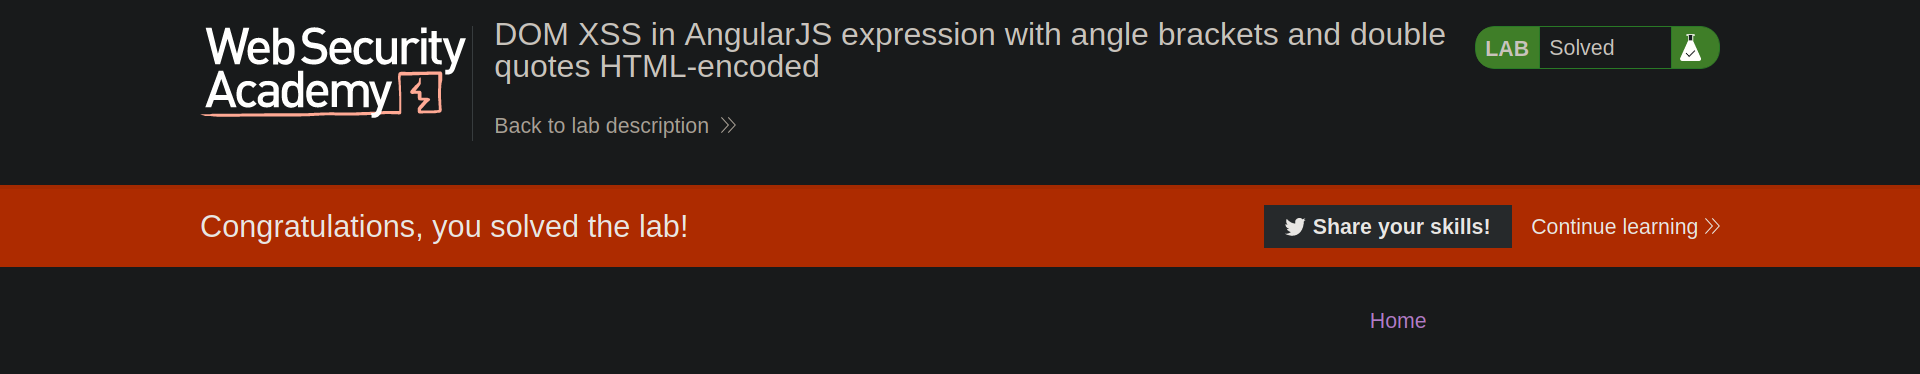 Web Security
Academy
DOM XSS in AngularJS expression with angle brackets and double
quotes HTML-encoded
LAB Solved
Back to lab description
Congratulations, you solved the lab!
Share your skills! Continue learning
Home